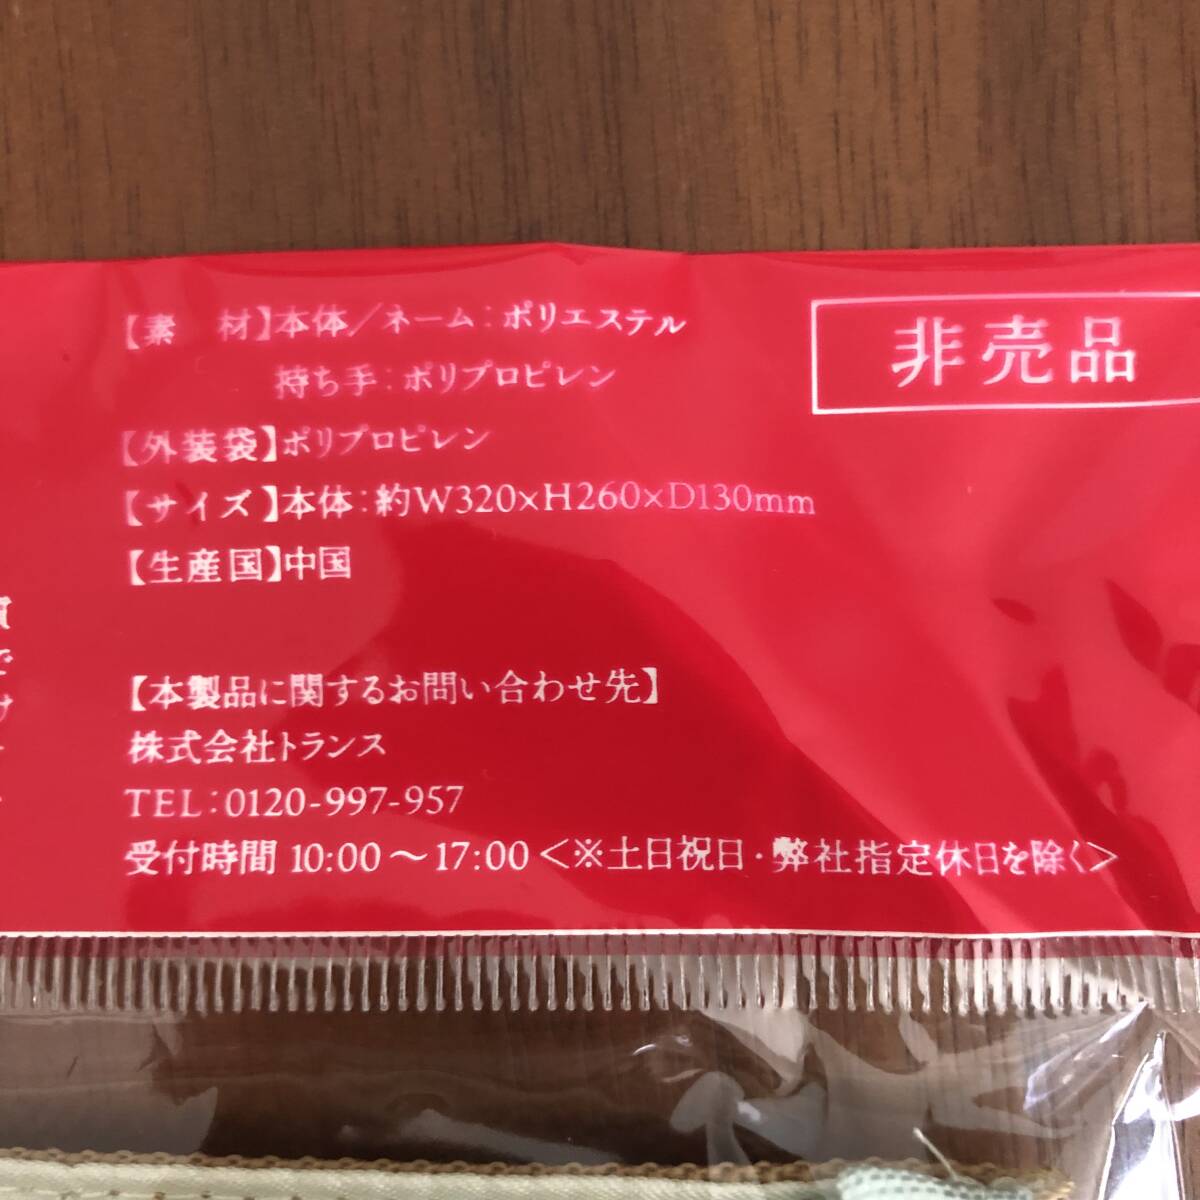 【素　材】本体／ネーム：ポリエステル
持ち手：ポリプロピレン
【外装袋】ポリプロピレン
【サイズ】本体：約W320×H260×D130mm
【生産国】中国
非売品
【本製品に関するお問い合わせ先】
株式会社トランス
TEL：0120-997-957
受付時間 10:00～17:00＜※土日祝日・弊社指定休日を除く＞